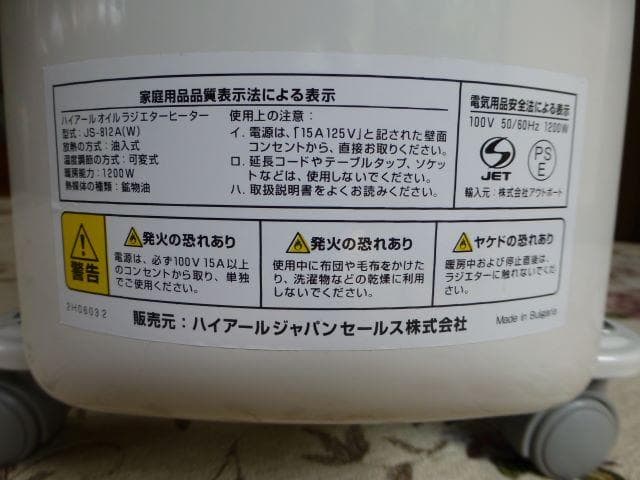 家庭用品品質表示法による表示
ハイアールオイルラジエターヒーター
型式：JS-812A(W)
放熱の方式：油入式
温度調節の方式：可変式
暖房能力：1200W
熱媒体の種類：鉱物油
使用上の注意：
イ．電源は、「15A125V」と記された壁面
コンセントから、直接お取りください。
ロ．延長コードやテーブルタップ、ソケッ
トなどは、使用しないでください。
ハ．取扱説明書をよくお読みください。
電気用品安全法による表示
100V 50/60Hz 1200W
S
JET
PS
E
輸入元：株式会社アウトポート
警告
発火の恐れあり
電源は、必ず100V 15A以上
のコンセントから取り、単独
でご使用ください。
発火の恐れあり
使用中に布団や毛布をかけた
り、洗濯物などの乾燥に利用
しないでください。
ヤケドの恐れあり
暖房中および停止直後は、
ラジエターに触れないでくだ
さい。
2H06032
販売元：ハイアールジャパンセールス株式会社
Made in Bulgaria